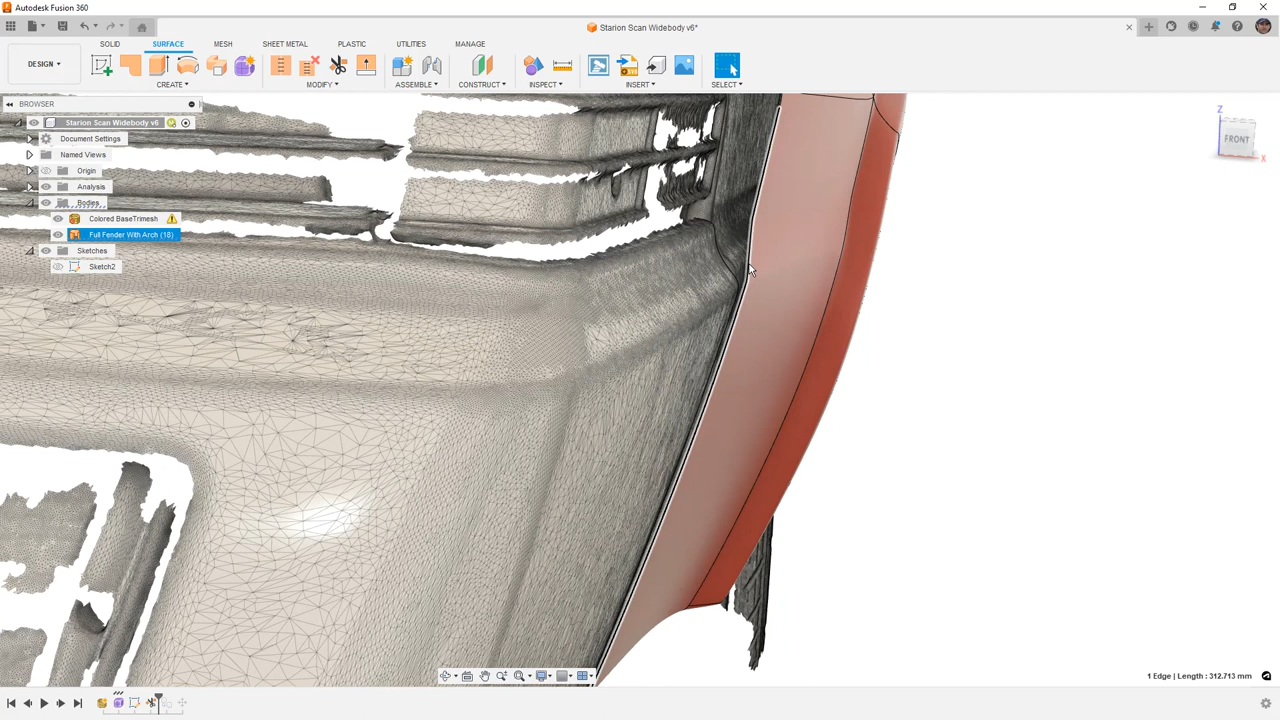 Autodesk Fusion 360
Starion Scan Widebody v6*
SOLID SURFACE MESH SHEET METAL PLASTIC UTILITIES MANAGE
DESIGN
CREATE MODIFY ASSEMBLE CONSTRUCT INSPECT INSERT SELECT
BROWSER
Starion Scan Widebody v6
Document Settings
Named Views
Origin
Analysis
Bodies
Colored BaseTrimesh
Full Fender With Arch (18)
Sketches
Sketch2
Z
FRONT
X
1 Edge | Length : 312.713 mm